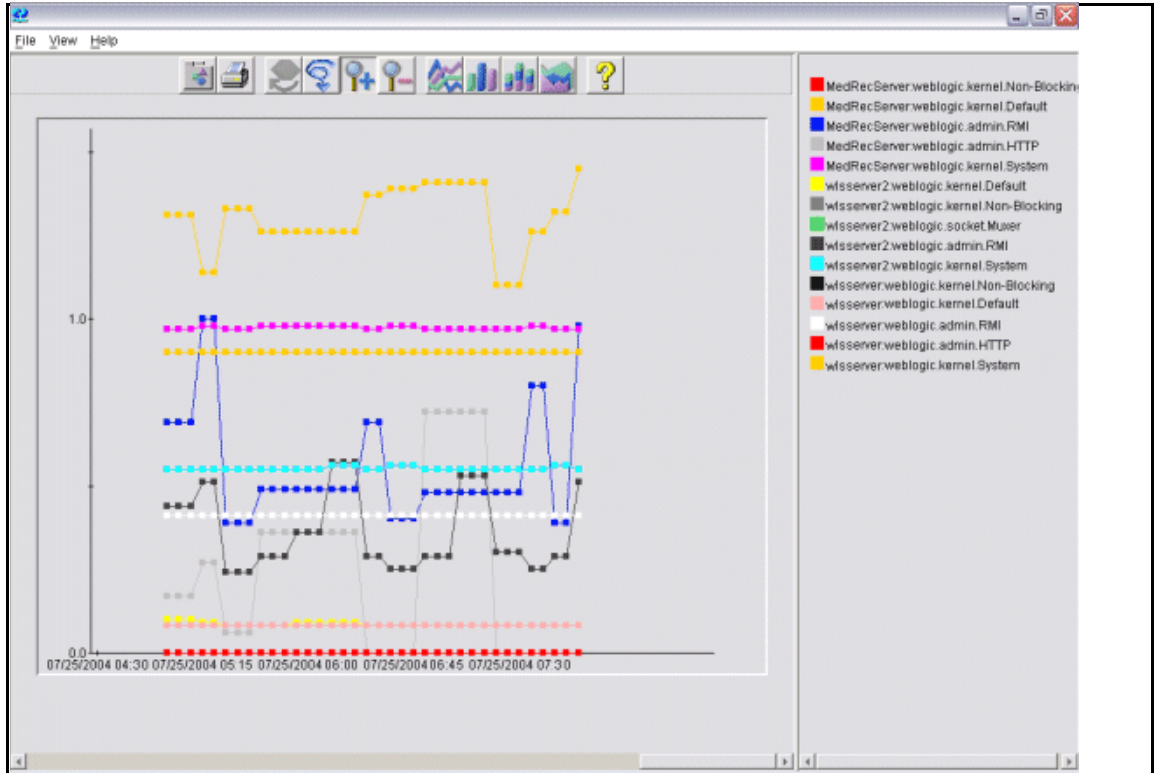 File View Help
MedRecServer:weblogic.kernel.Non-Blockin
MedRecServer:weblogic.kernel.Default
MedRecServer:weblogic.admin.RMI
MedRecServer:weblogic.admin.HTTP
MedRecServer:weblogic.kernel.System
wlsserver2:weblogic.kernel.Default
wlsserver2:weblogic.kernel.Non-Blocking
wlsserver2:weblogic.socket.Muxer
wlsserver2:weblogic.admin.RMI
wlsserver2:weblogic.kernel.System
wlsserver:weblogic.kernel.Non-Blocking
wlsserver:weblogic.kernel.Default
wlsserver:weblogic.admin.RMI
wlsserver:weblogic.admin.HTTP
wlsserver:weblogic.kernel.System
1.0
0.0
07/25/2004 04:30 07/25/2004 05:15 07/25/2004 06:00 07/25/2004 06:45 07/25/2004 07:30